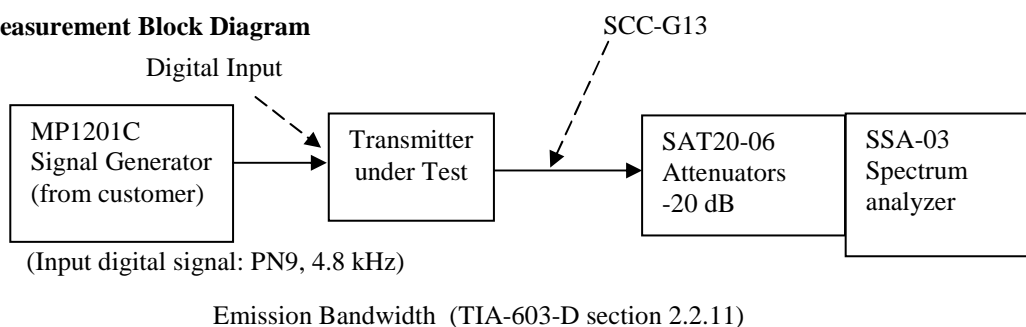 easurement Block Diagram
SCC-G13
Digital Input
MP1201C
Signal Generator
(from customer)
Transmitter
under Test
SAT20-06
Attenuators
-20 dB
SSA-03
Spectrum
analyzer
(Input digital signal: PN9, 4.8 kHz)
Emission Bandwidth (TIA-603-D section 2.2.11)